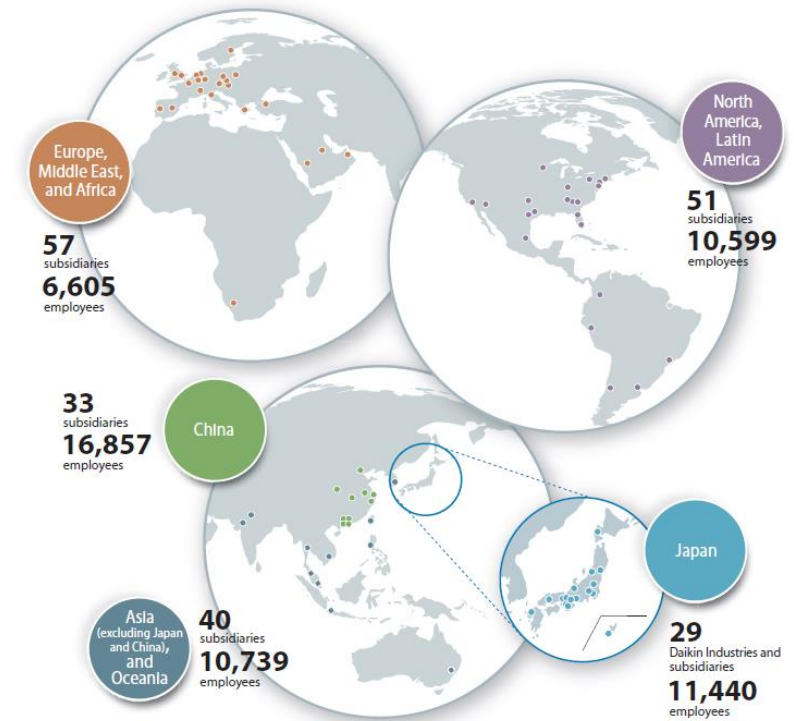 Europe,
Middle East,
and Africa
57
subsidiaries
6,605
employees
North
America,
Latin
America
51
subsidiaries
10,599
employees
China
33
subsidiaries
16,857
employees
Japan
29
Daikin Industries and
subsidiaries
11,440
employees
Asia
(excluding Japan
and China),
and
Oceania
40
subsidiaries
10,739
employees